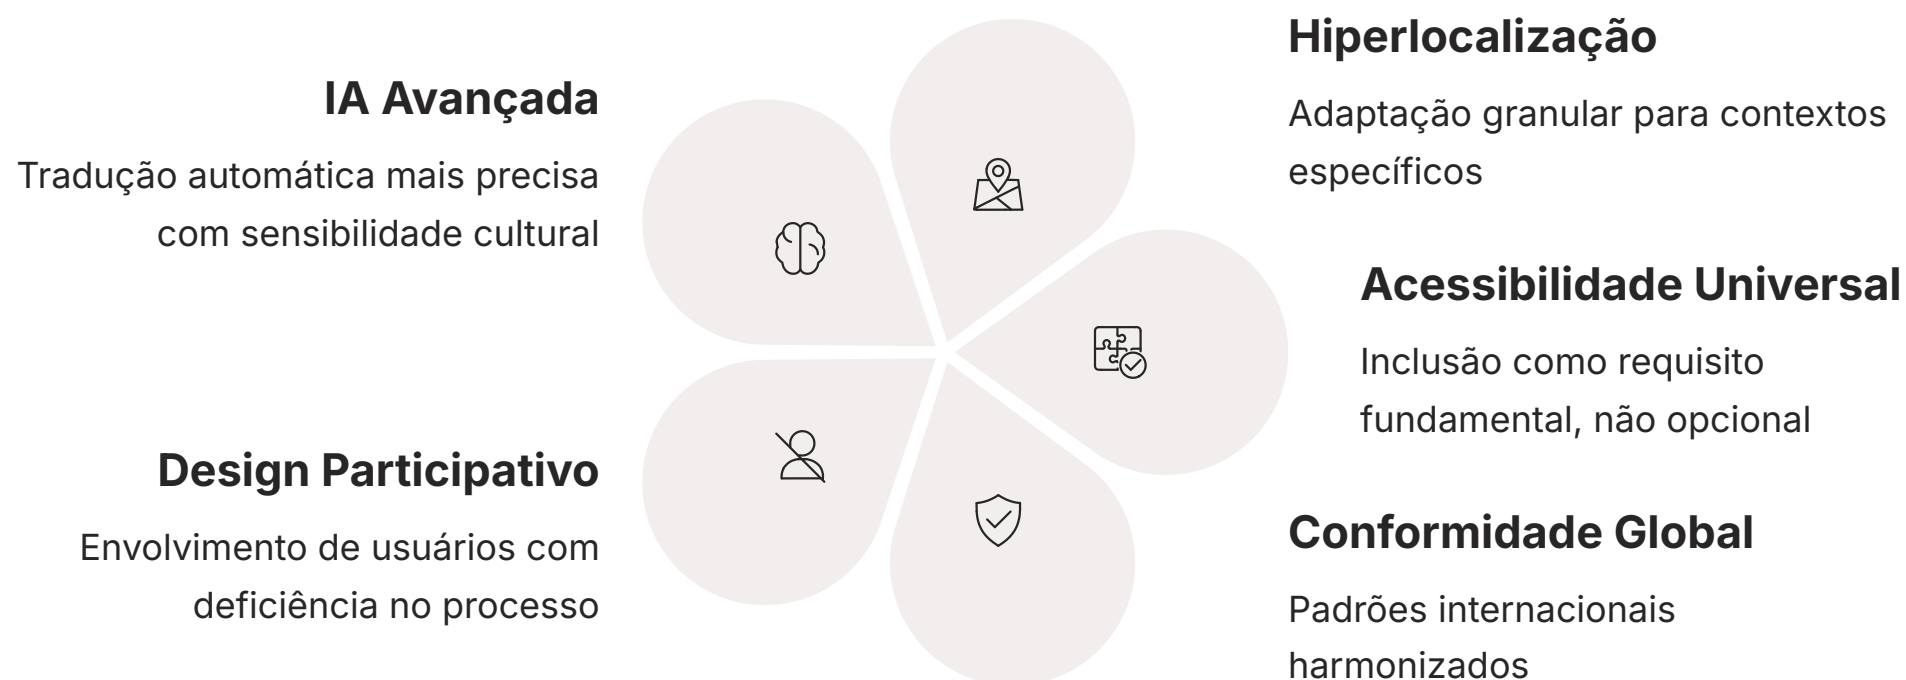 IA Avançada
Tradução automática mais precisa
com sensibilidade cultural
Design Participativo
Envolvimento de usuários com
deficiência no processo
Hiperlocalização
Adaptação granular para contextos
específicos
Acessibilidade Universal
Inclusão como requisito
fundamental, não opcional
Conformidade Global
Padrões internacionais
harmonizados